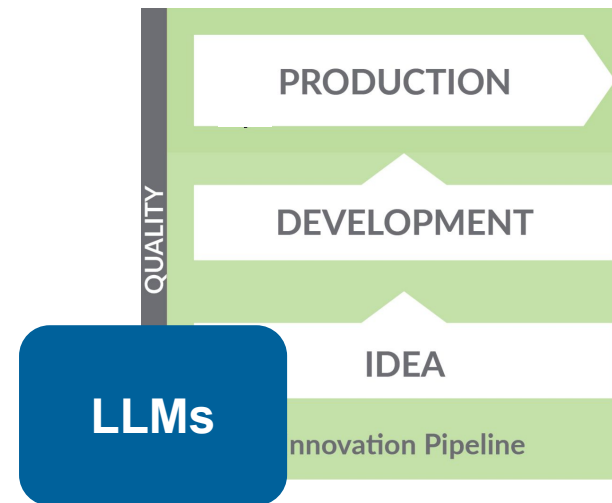 PRODUCTION
QUALITY
DEVELOPMENT
IDEA
LLMs
nnovation Pipeline